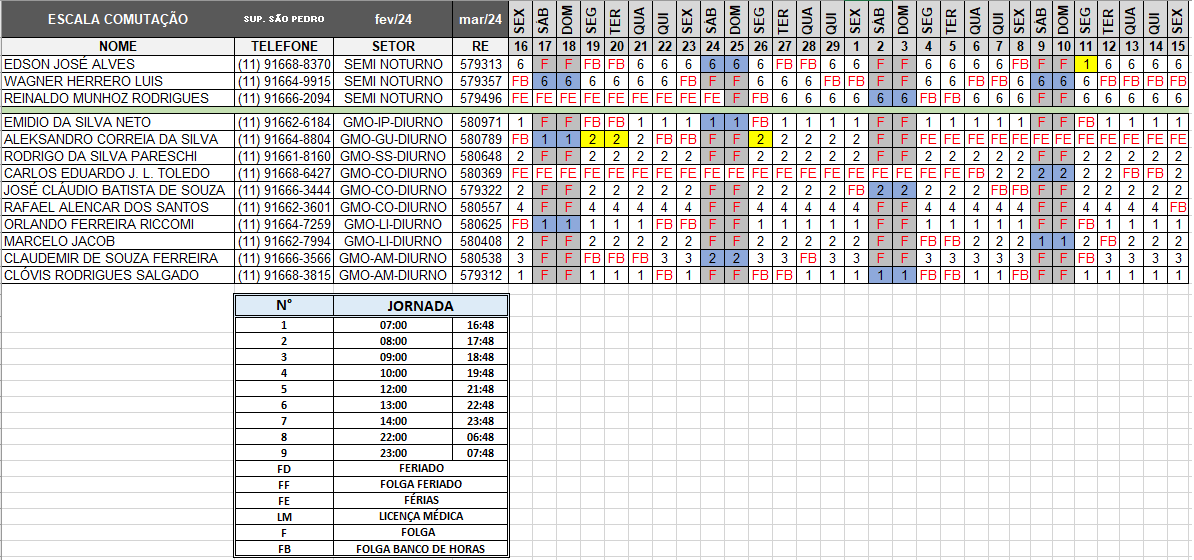 ESCALA COMUTAÇÃO SUP. SÃO PEDRO fev/24 mar/24 SEX SÁB DOM SEG TER QUA QUI SEX SÁB DOM SEG TER QUA QUI SEX SÁB DOM SEG TER QUA QUI SEX SÁB DOM SEG TER QUA QUI SEX
NOME TELEFONE SETOR RE 16 17 18 19 20 21 22 23 24 25 26 27 28 29 1 2 3 4 5 6 7 8 9 10 11 12 13 14 15
EDSON JOSÉ ALVES (11) 91668-8370 SEMI NOTURNO 579313 6 F F FB FB 6 6 6 6 6 6 FB FB 6 6 F F 6 6 6 6 FB F F 1 6 6 6 6
WAGNER HERRERO LUIS (11) 91664-9915 SEMI NOTURNO 579357 FB 6 6 6 6 6 6 FB F F 6 6 6 FB FB F F 6 6 FB FB 6 6 6 FB FB FB FB FB
REINALDO MUNHOZ RODRIGUES (11) 91666-2094 SEMI NOTURNO 579496 FE FE FE FE FE FE FE FE FE F FB 6 6 6 6 6 6 FB FB 6 6 6 F F 6 6 6 6 6
EMIDIO DA SILVA NETO (11) 91662-6184 GMO-IP-DIURNO 580971 1 F F FB FB 1 1 1 1 1 FB 1 1 1 1 F F 1 1 1 1 1 F F FB 1 1 1 1
ALEKSANDRO CORREIA DA SILVA (11) 91664-8804 GMO-GU-DIURNO 580789 FB 1 1 2 2 2 FB FB F F 2 2 2 2 2 F F FE FE FE FE FE FE FE FE FE FE FE FE
RODRIGO DA SILVA PARESCHI (11) 91661-8160 GMO-SS-DIURNO 580648 2 F F 2 2 2 2 2 F F 2 2 2 2 2 F F 2 2 2 2 2 F F 2 2 2 2 2
CARLOS EDUARDO J. L. TOLEDO (11) 91668-6427 GMO-CO-DIURNO 580369 FE FE FE FE FE FE FE FE FE FE FE FE FE FE FE FE FE FE FE FE FB 2 2 2 2 2 FB FB 2
JOSÉ CLÁUDIO BATISTA DE SOUZA (11) 91666-3444 GMO-CO-DIURNO 579322 2 F F 2 2 2 2 2 F F 2 2 2 2 FB 2 2 2 2 2 FB FB F F 2 2 2 2 2
RAFAEL ALENCAR DOS SANTOS (11) 91662-3601 GMO-CO-DIURNO 580557 4 F F 4 4 4 4 4 F F 4 4 4 4 4 F F 4 4 4 4 4 F F 4 4 4 4 FB
ORLANDO FERREIRA RICCOMI (11) 91664-7259 GMO-LI-DIURNO 580625 FB 1 1 1 1 1 FB FB F F 1 1 1 1 1 F F 1 1 1 1 1 F F FB 1 1 1 1
MARCELO JACOB (11) 91662-7994 GMO-LI-DIURNO 580408 2 F F 2 2 2 2 2 F F 2 2 2 2 2 F F FB FB 2 2 2 1 1 2 FB 2 2 2
CLAUDEMIR DE SOUZA FERREIRA (11) 91666-3566 GMO-AM-DIURNO 580538 3 F F FB FB FB 3 3 2 2 3 3 FB 3 3 F F 3 3 3 3 3 F F FB 3 3 3 3
CLÓVIS RODRIGUES SALGADO (11) 91668-3815 GMO-AM-DIURNO 579312 1 F F 1 1 1 FB 1 F F FB FB 1 1 1 1 1 FB FB 1 1 FB F F 1 1 1 1 1
N° JORNADA
1 07:00 16:48
2 08:00 17:48
3 09:00 18:48
4 10:00 19:48
5 12:00 21:48
6 13:00 22:48
7 14:00 23:48
8 22:00 06:48
9 23:00 07:48
FD FERIADO
FF FOLGA FERIADO
FE FÉRIAS
LM LICENÇA MÉDICA
F FOLGA
FB FOLGA BANCO DE HORAS